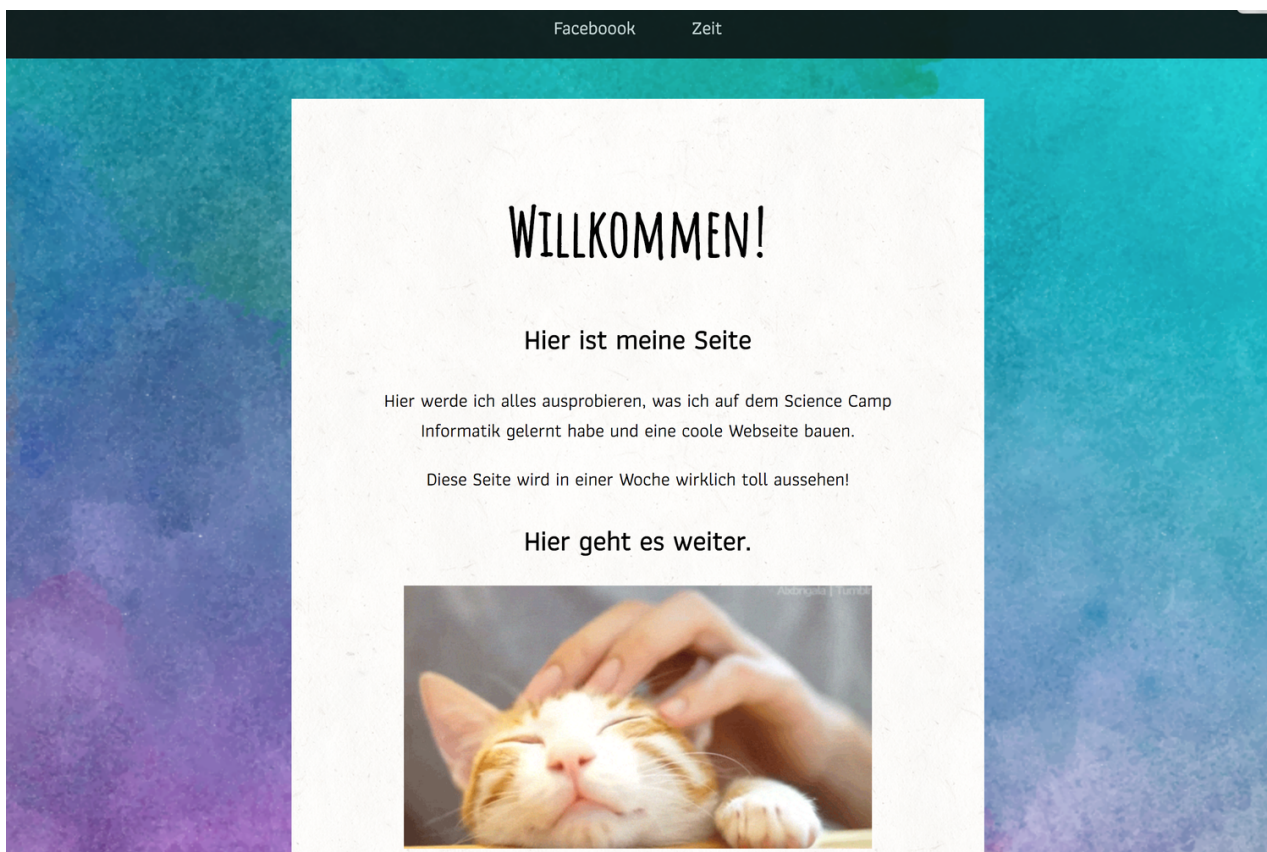 Faceboook Zeit
Willkommen!
Hier ist meine Seite
Hier werde ich alles ausprobieren, was ich auf dem Science Camp
Informatik gelernt habe und eine coole Webseite bauen.
Diese Seite wird in einer Woche wirklich toll aussehen!
Hier geht es weiter.